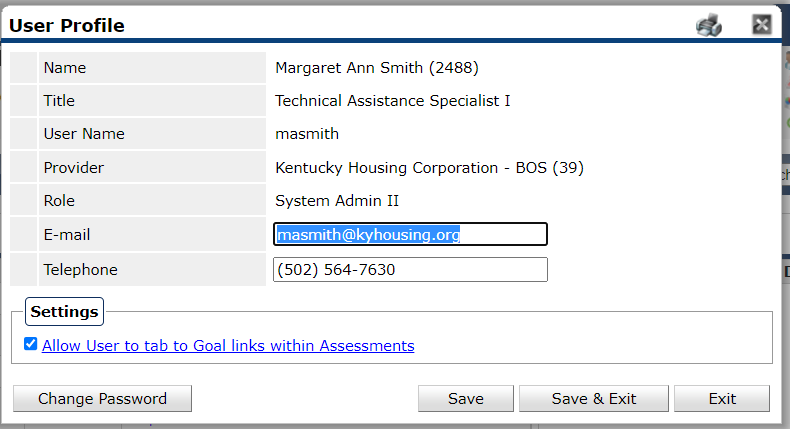 User Profile
Name Margaret Ann Smith (2488)
Title Technical Assistance Specialist I
User Name masmith
Provider Kentucky Housing Corporation - BOS (39)
Role System Admin II
E-mail masmith@kyhousing.org
Telephone (502) 564-7630
Settings
Allow User to tab to Goal links within Assessments
Change Password Save Save & Exit Exit